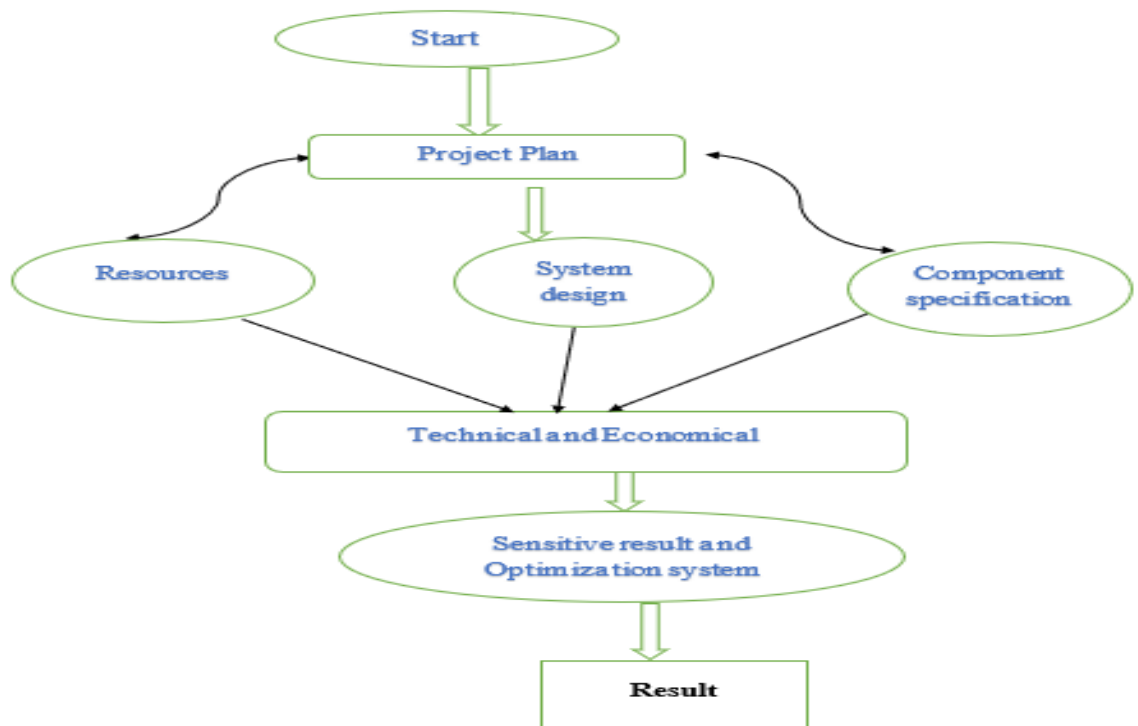 Start
Project Plan
Resources
System
design
Component
specification
Technical and Economical
Sensitive result and
Optimization system
Result